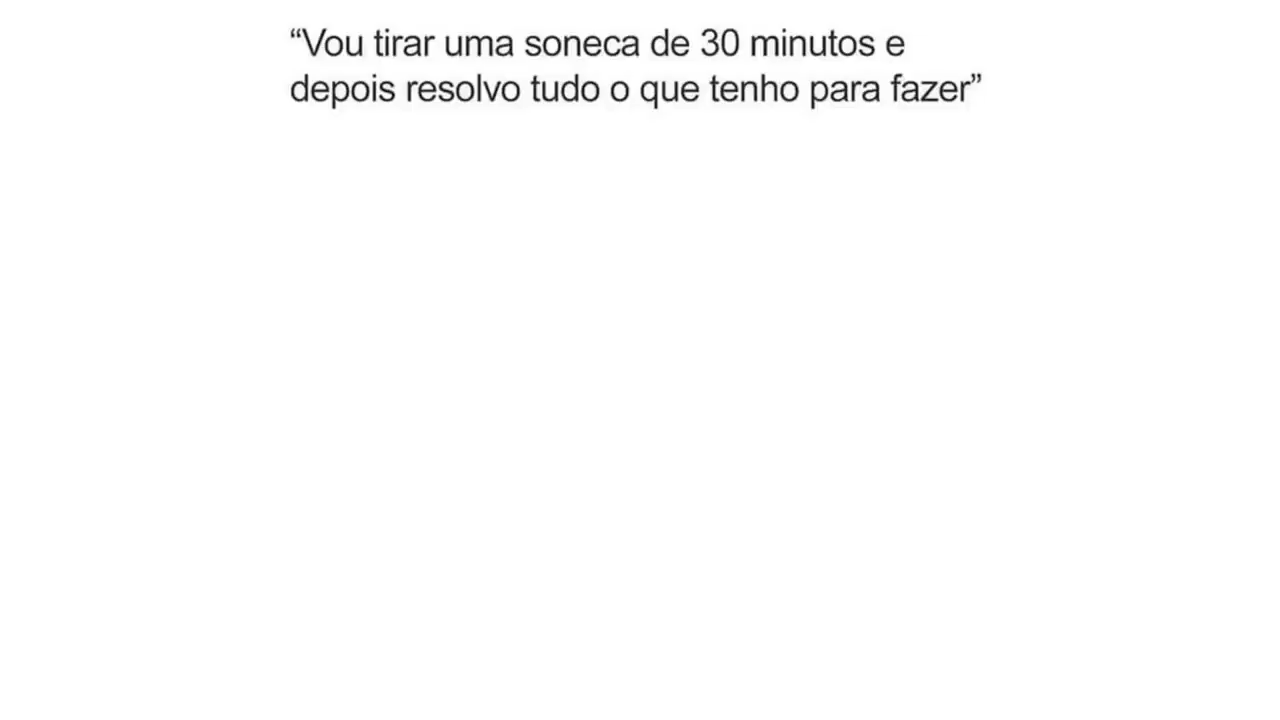 “Vou tirar uma soneca de 30 minutos e
depois resolvo tudo o que tenho para fazer”